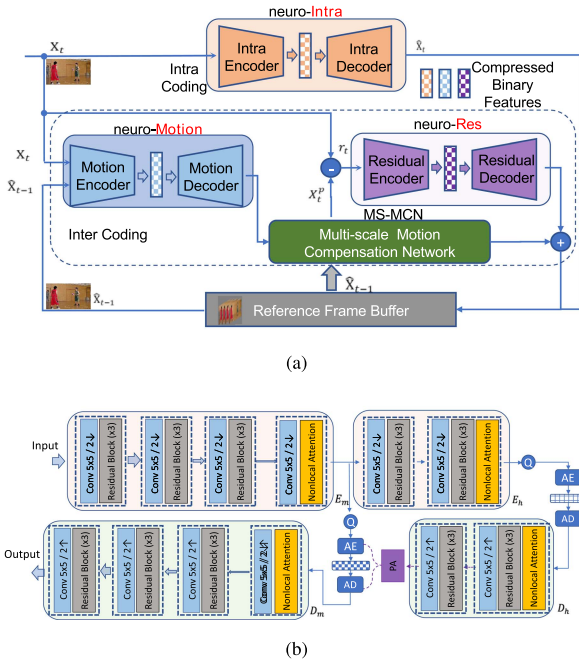 neuro-Intra
X_t
Intra
Encoder
Intra
Decoder
X̂_t
Intra
Coding
Compressed
Binary
Features
neuro-Motion
neuro-Res
X_t
Motion
Encoder
Motion
Decoder
r_t
Residual
Encoder
Residual
Decoder
-
X̂_{t-1}
X_t^p
MS-MCN
Inter Coding
Multi-scale Motion
Compensation Network
+
X̂_{t-1}
Reference Frame Buffer
(a)
Input
Conv 5x5 / 2↓
Residual Block (x3)
Conv 5x5 / 2↓
Residual Block (x3)
Conv 5x5 / 2↓
Residual Block (x3)
Conv 5x5 / 2↓
Nonlocal Attention
E_m
Conv 5x5 / 2↓
Residual Block (x3)
Conv 5x5 / 2↓
Residual Block (x3)
Nonlocal Attention
E_h
Q
AE
AD
Q
AE
AD
PA
Output
Conv 5x5 / 2↑
Residual Block (x3)
Conv 5x5 / 2↑
Residual Block (x3)
Conv 5x5 / 2↑
Residual Block (x3)
Nonlocal Attention
D_m
Conv 5x5 / 2↑
Residual Block (x3)
Conv 5x5 / 2↑
Residual Block (x3)
Nonlocal Attention
D_h
(b)